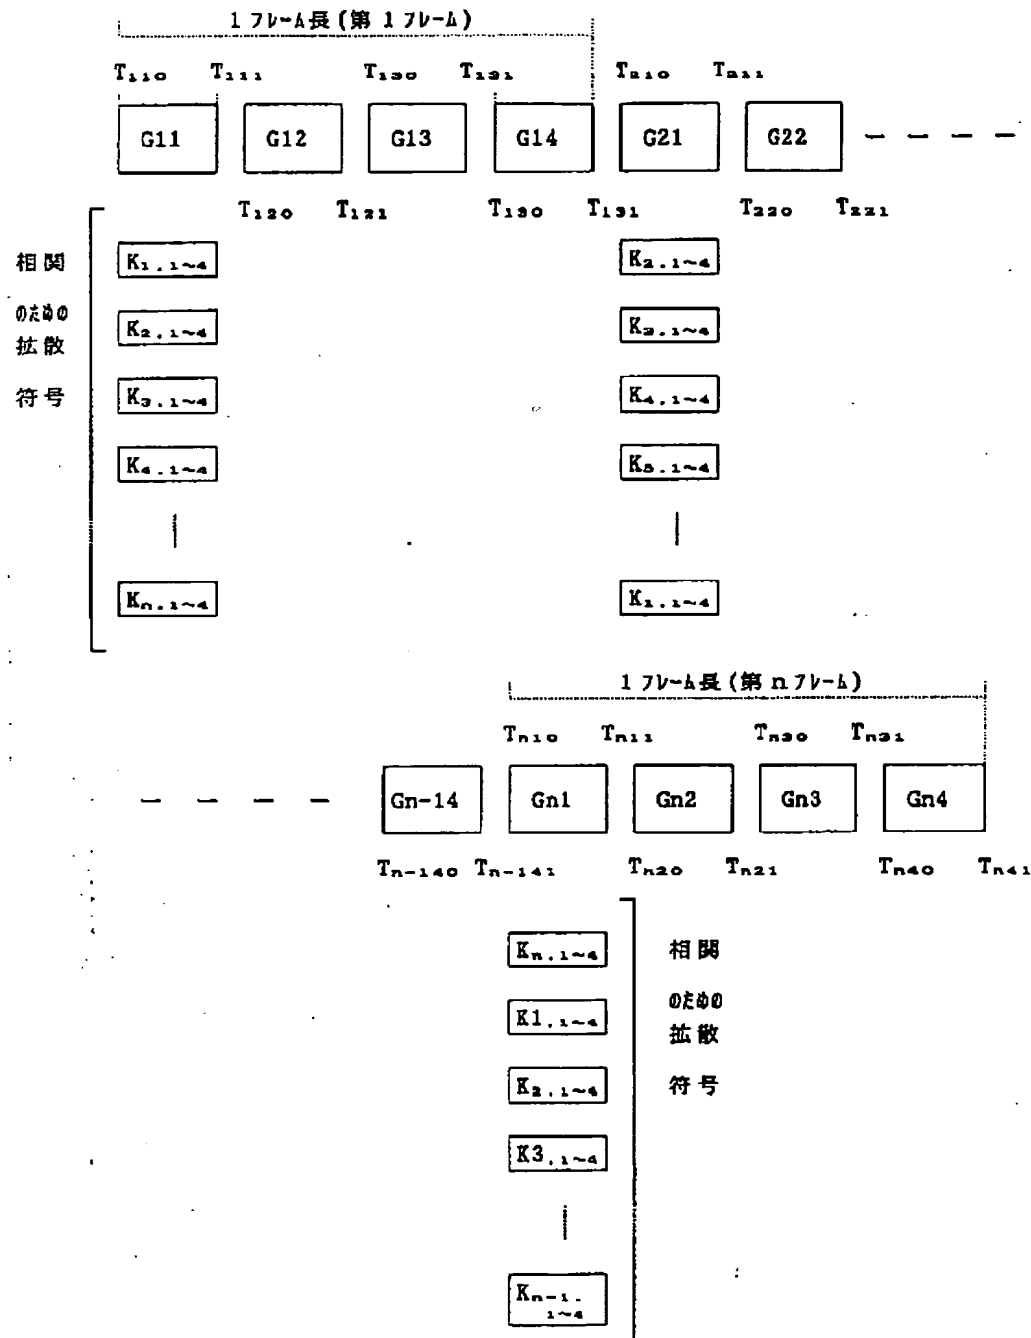 1フレーム長(第1フレーム)
T₁₁₀ T₁₁₁ T₁₃₀ T₁₃₁ T₂₁₀ T₂₁₁
G11 G12 G13 G14 G21 G22
T₁₂₀ T₁₂₁ T₁₃₀ T₁₃₁ T₂₂₀ T₂₂₁
相関
のための
拡散
符号
K₁.₁~₄ K₂.₁~₄
K₂.₁~₄ K₃.₁~₄
K₃.₁~₄ K₄.₁~₄
K₄.₁~₄ K₅.₁~₄
Kₙ.₁~₄ K₁.₁~₄
1フレーム長(第nフレーム)
Tₙ₁₀ Tₙ₁₁ Tₙ₃₀ Tₙ₃₁
Gn-14 Gn1 Gn2 Gn3 Gn4
Tₙ₋₁₄₀ Tₙ₋₁₄₁ Tₙ₂₀ Tₙ₂₁ Tₙ₄₀ Tₙ₄₁
Kₙ.₁~₄
K1.₁~₄
K₂.₁~₄
K3.₁~₄
Kₙ₋₁.
₁~₄
相関
のための
拡散
符号